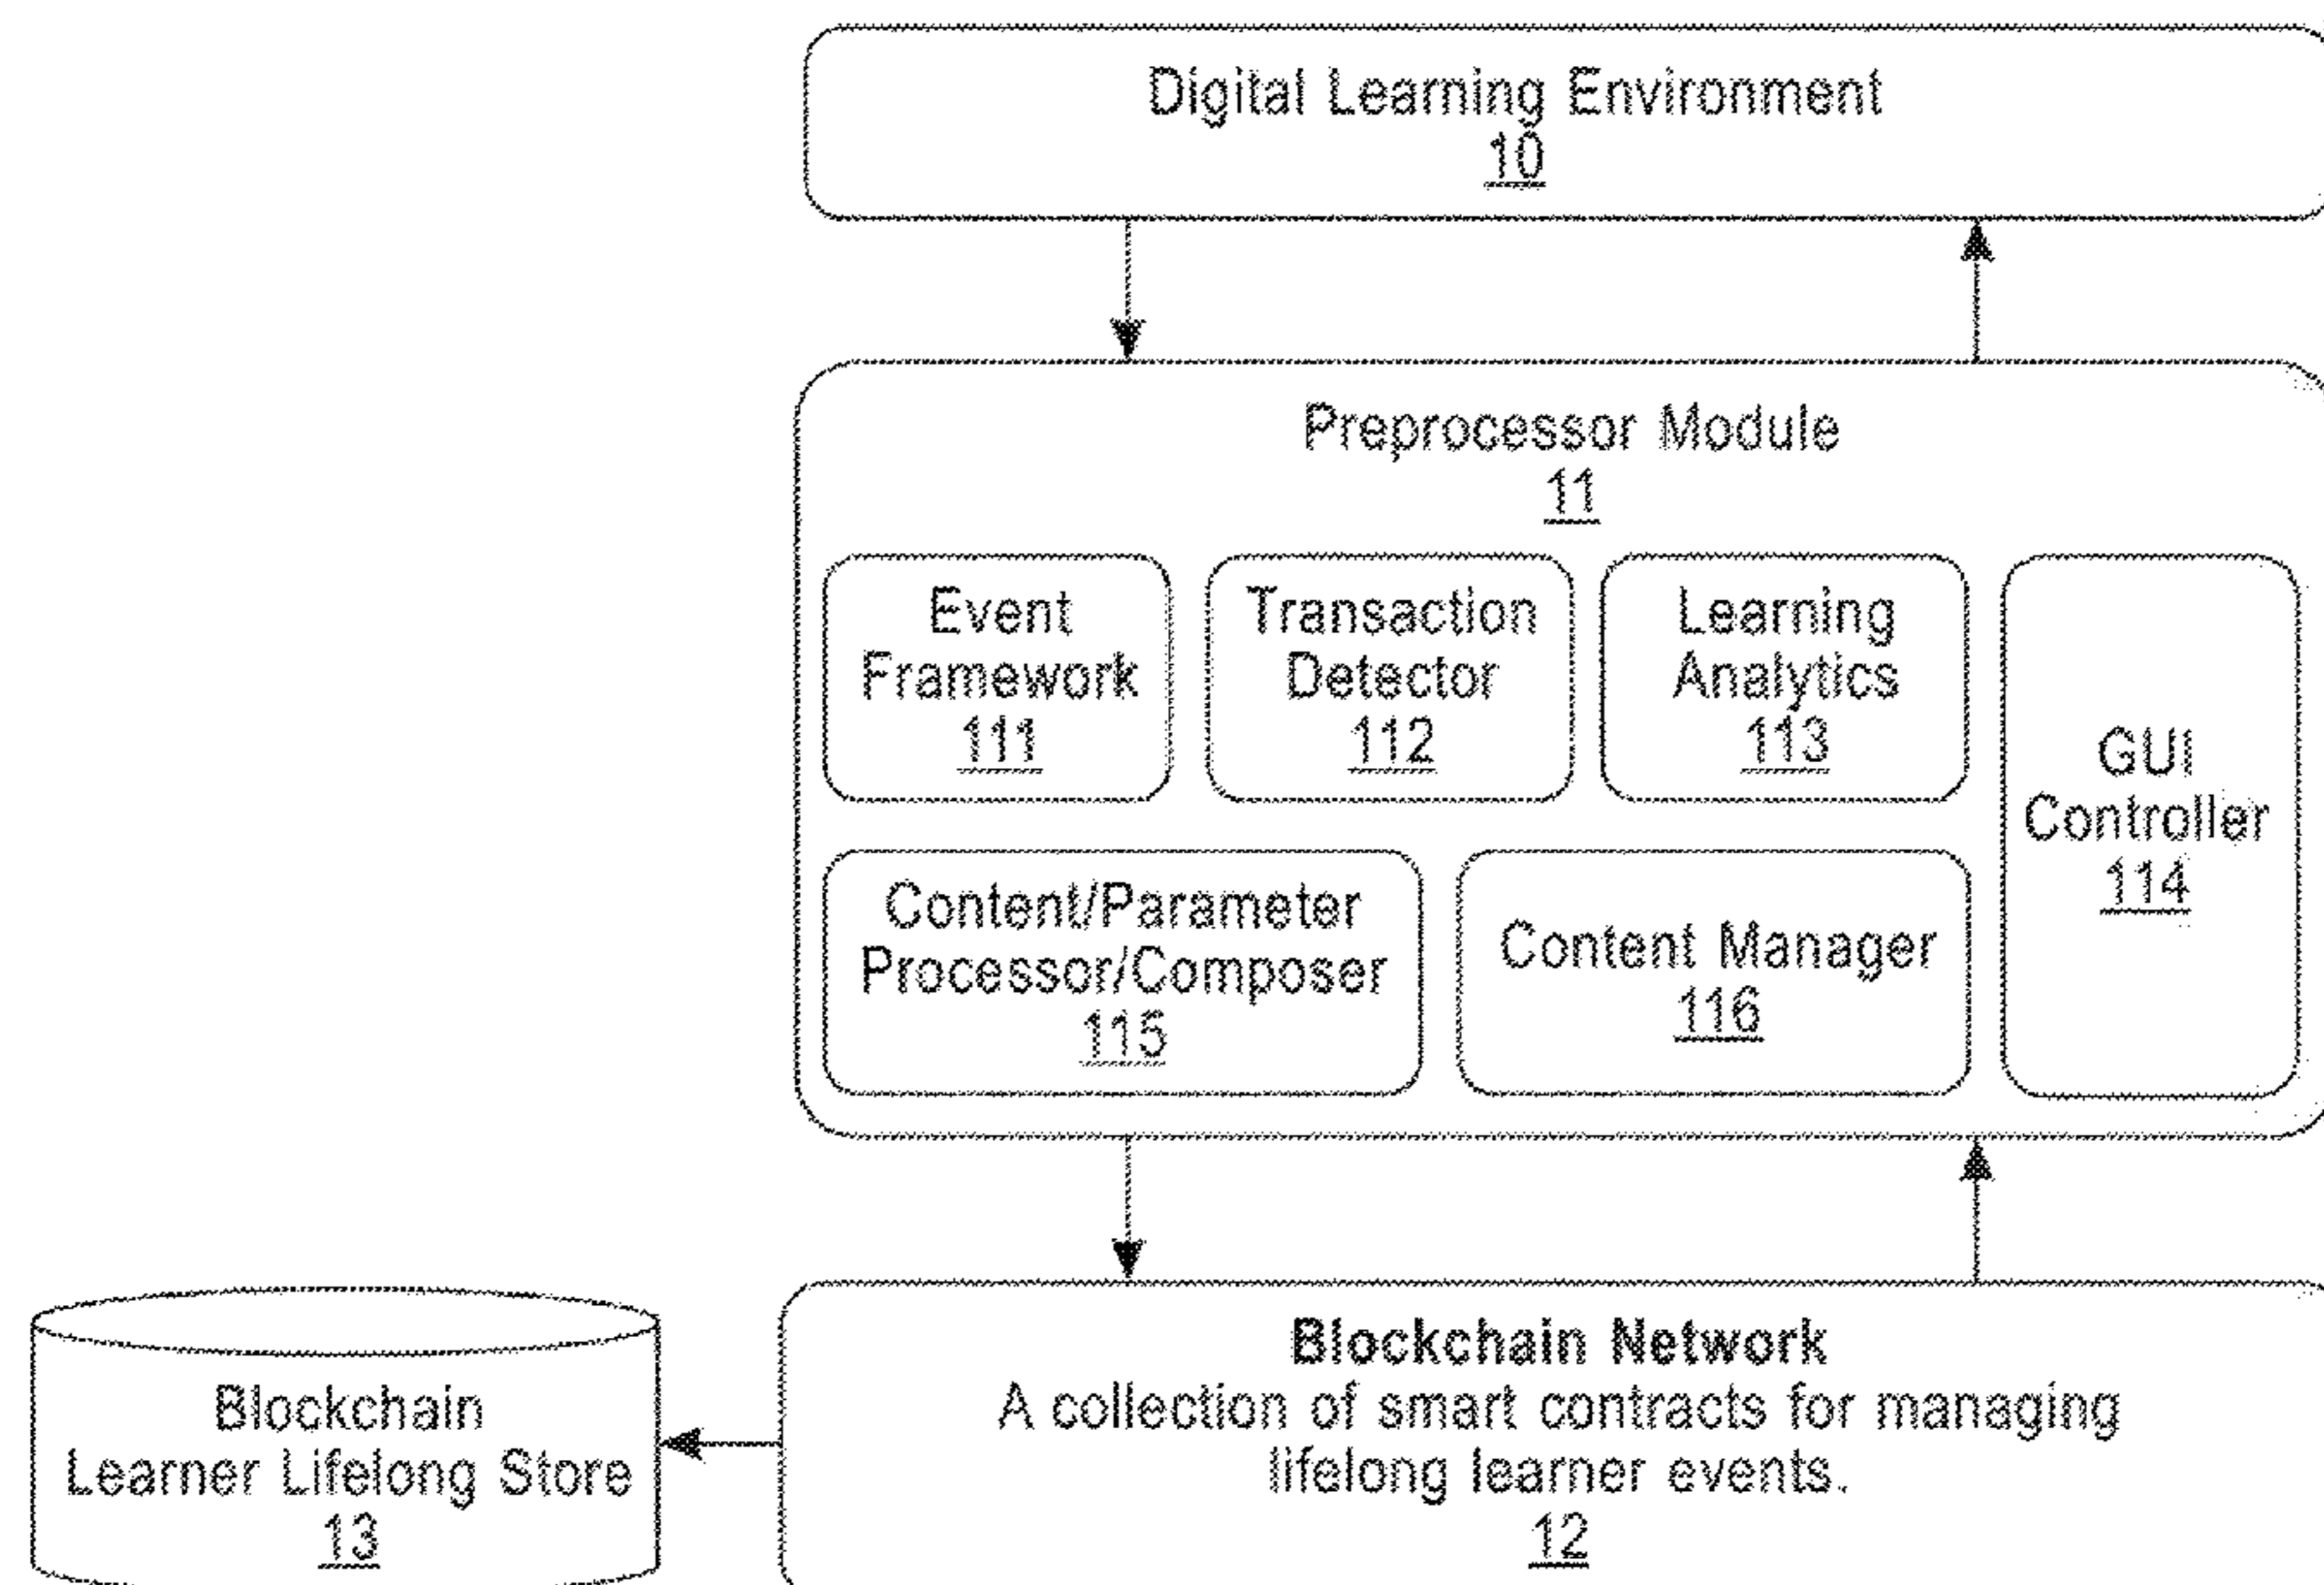 Digital Learning Environment
10
Preprocessor Module
11
Event
Framework
111
Transaction
Detector
112
Learning
Analytics
113
GUI
Controller
114
Content/Parameter
Processor/Composer
115
Content Manager
116
Blockchain
Learner Lifelong Store
13
Blockchain Network
A collection of smart contracts for managing
lifelong learner events.
12